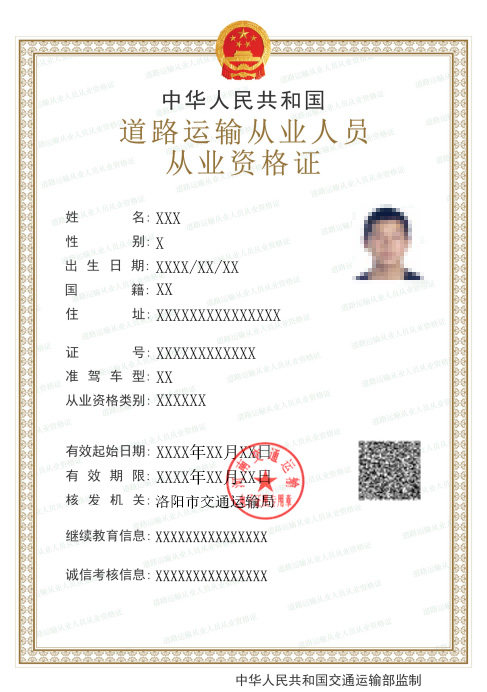 中华人民共和国
道路运输从业人员
从业资格证
姓名: XXX
性别: X
出生日期: XXXX/XX/XX
国籍: XX
住址: XXXXXXXXXXXXXXX
证号: XXXXXXXXXXXX
准驾车型: XX
从业资格类别: XXXXXX
有效起始日期: XXXX年XX月XX日
有效期限: XXXX年XX月XX日
核发机关: 洛阳市交通运输局
继续教育信息: XXXXXXXXXXXXXXX
诚信考核信息: XXXXXXXXXXXXXXX
中华人民共和国交通运输部监制